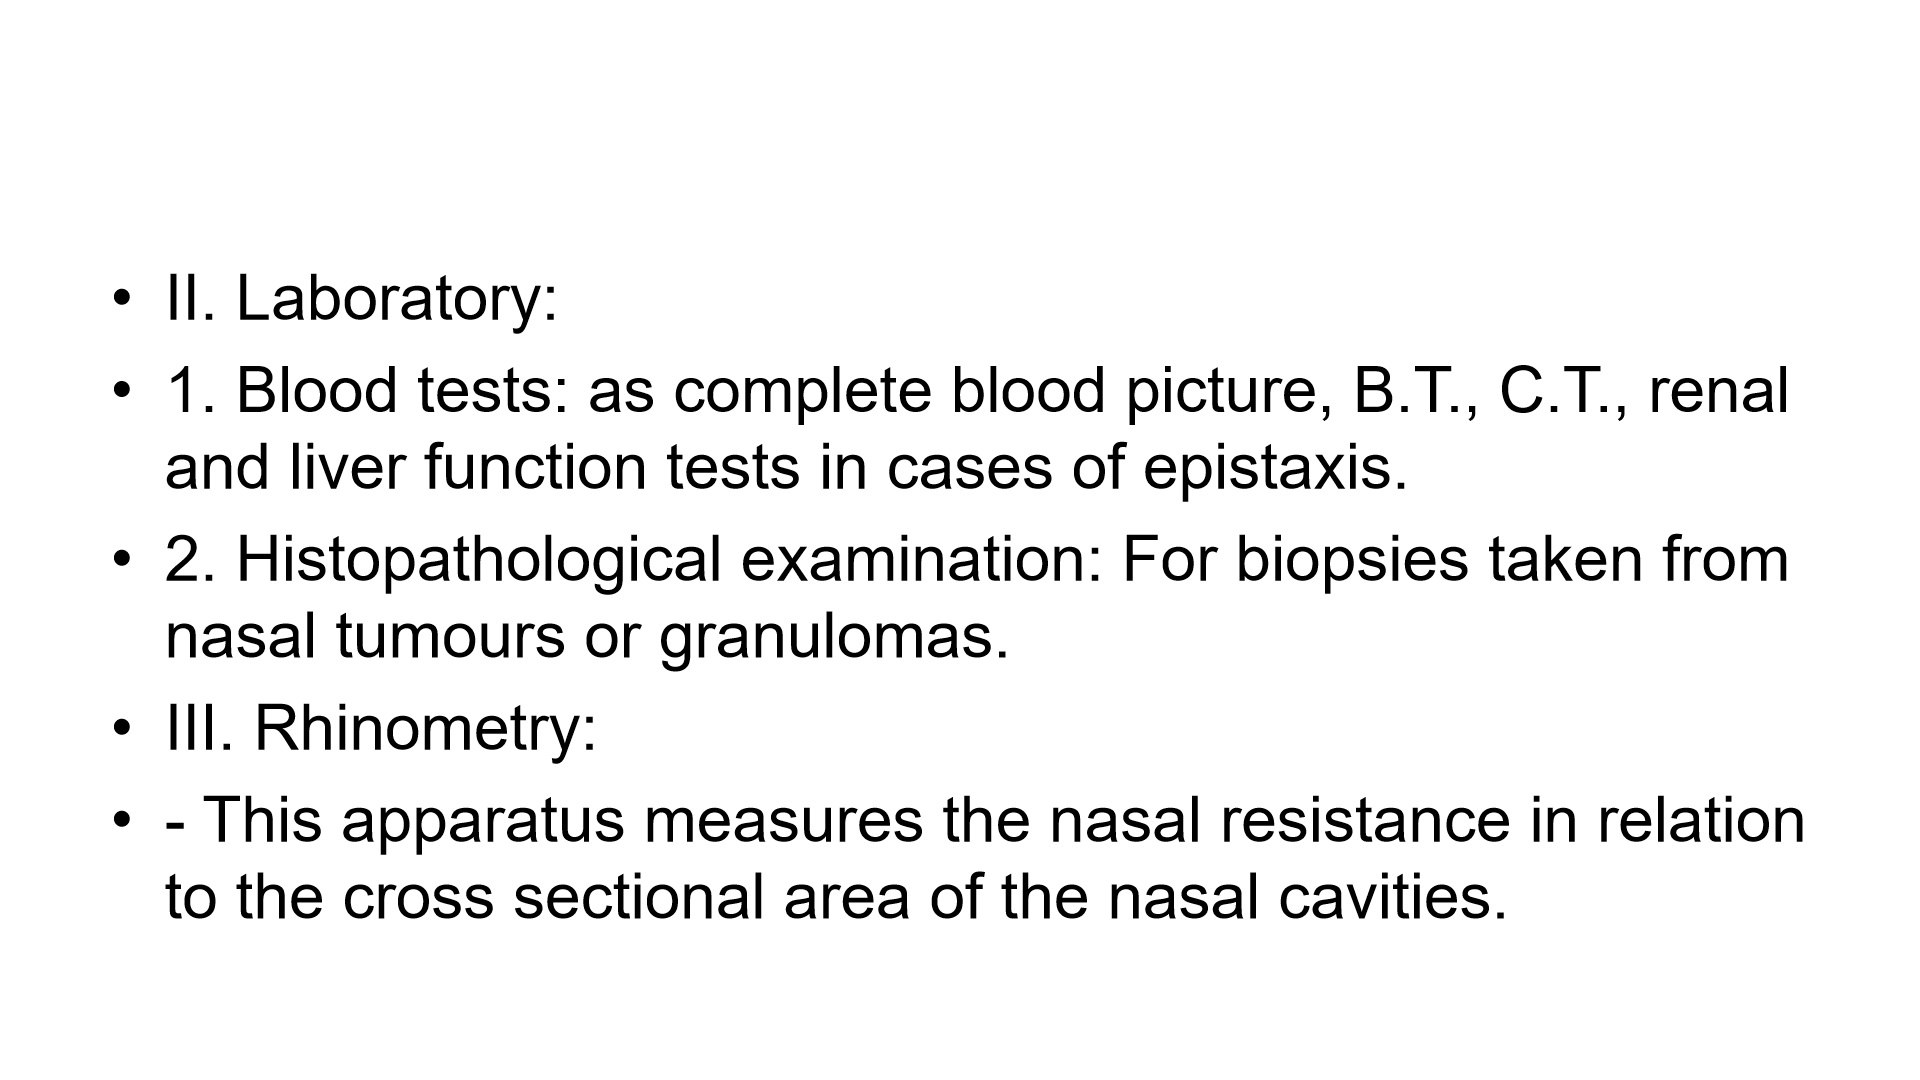 • II. Laboratory:
• 1. Blood tests: as complete blood picture, B.T., C.T., renal
and liver function tests in cases of epistaxis.
• 2. Histopathological examination: For biopsies taken from
nasal tumours or granulomas.
• III. Rhinometry:
• - This apparatus measures the nasal resistance in relation
to the cross sectional area of the nasal cavities.